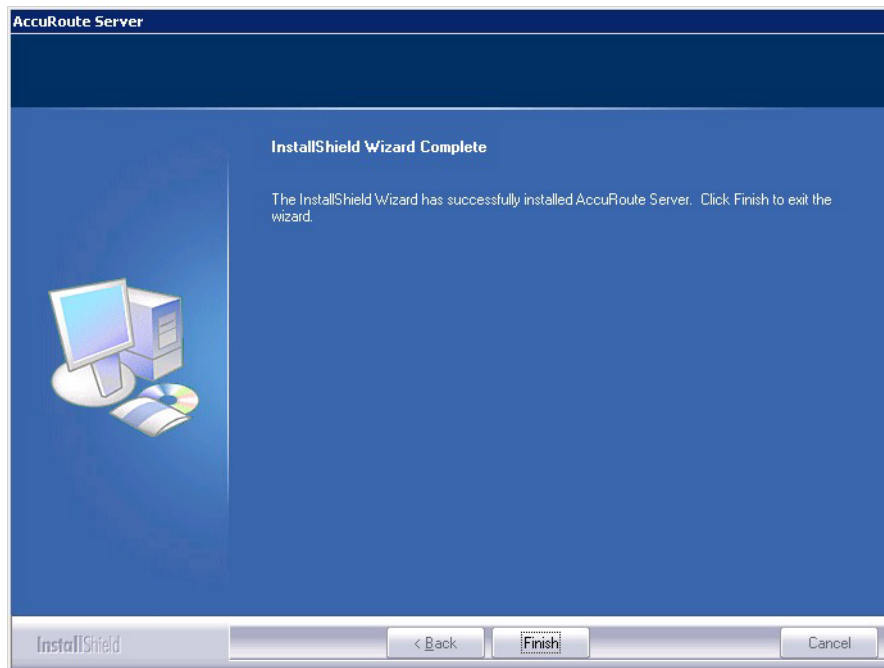 AccuRoute Server
InstallShield Wizard Complete
The InstallShield Wizard has successfully installed AccuRoute Server. Click Finish to exit the
wizard.
InstallShield
< Back
Finish
Cancel